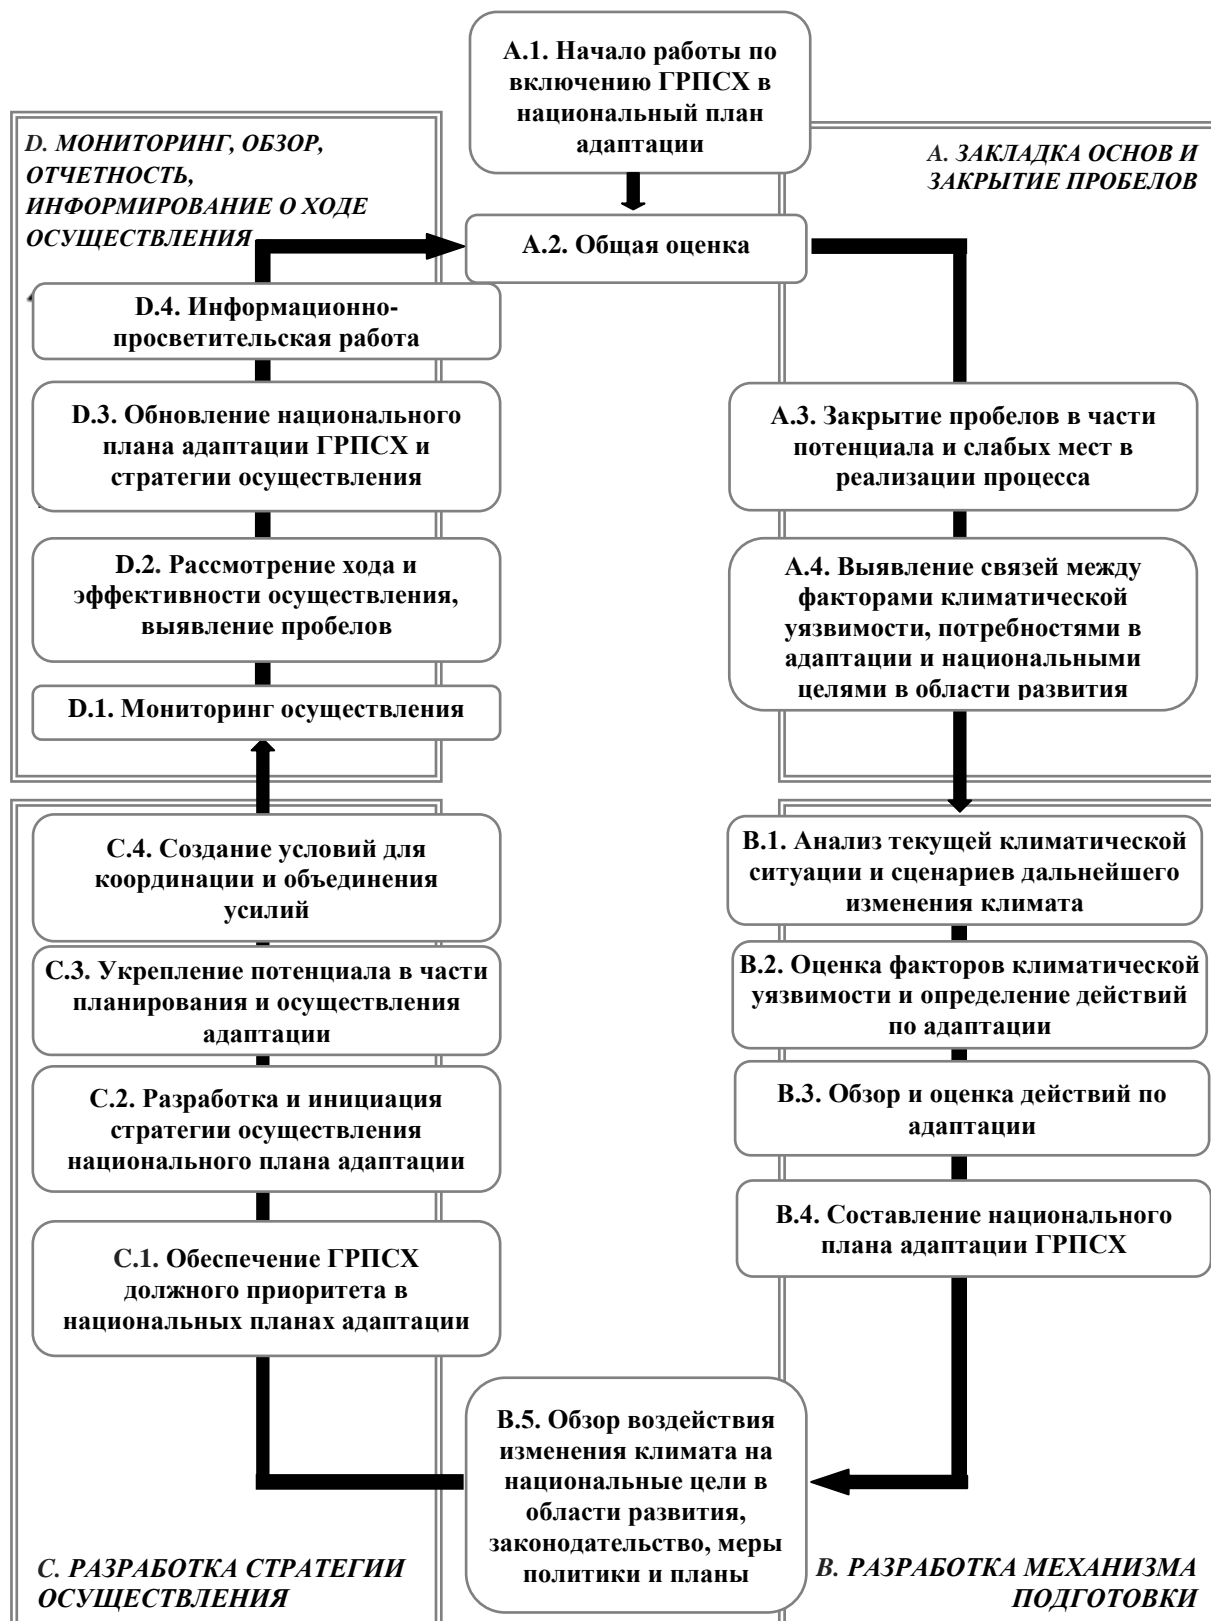 A.1. Начало работы по
включению ГРПСХ в
национальный план
адаптации
D. МОНИТОРИНГ, ОБЗОР,
ОТЧЕТНОСТЬ,
ИНФОРМИРОВАНИЕ О ХОДЕ
ОСУЩЕСТВЛЕНИЯ
A. ЗАКЛАДКА ОСНОВ И
ЗАКРЫТИЕ ПРОБЕЛОВ
A.2. Общая оценка
A.3. Закрытие пробелов в части
потенциала и слабых мест в
реализации процесса
A.4. Выявление связей между
факторами климатической
уязвимости, потребностями в
адаптации и национальными
целями в области развития
B.1. Анализ текущей климатической
ситуации и сценариев дальнейшего
изменения климата
B.2. Оценка факторов климатической
уязвимости и определение действий
по адаптации
B.3. Обзор и оценка действий по
адаптации
B.4. Составление национального
плана адаптации ГРПСХ
B.5. Обзор воздействия
изменения климата на
национальные цели в
области развития,
законодательство, меры
политики и планы
B. РАЗРАБОТКА МЕХАНИЗМА
ПОДГОТОВКИ
C.1. Обеспечение ГРПСХ
должного приоритета в
национальных планах адаптации
C.2. Разработка и инициация
стратегии осуществления
национального плана адаптации
C.3. Укрепление потенциала в части
планирования и осуществления
адаптации
C.4. Создание условий для
координации и объединения
усилий
C. РАЗРАБОТКА СТРАТЕГИИ
ОСУЩЕСТВЛЕНИЯ
D.1. Мониторинг осуществления
D.2. Рассмотрение хода и
эффективности осуществления,
выявление пробелов
D.3. Обновление национального
плана адаптации ГРПСХ и
стратегии осуществления
D.4. Информационно-
просветительская работа